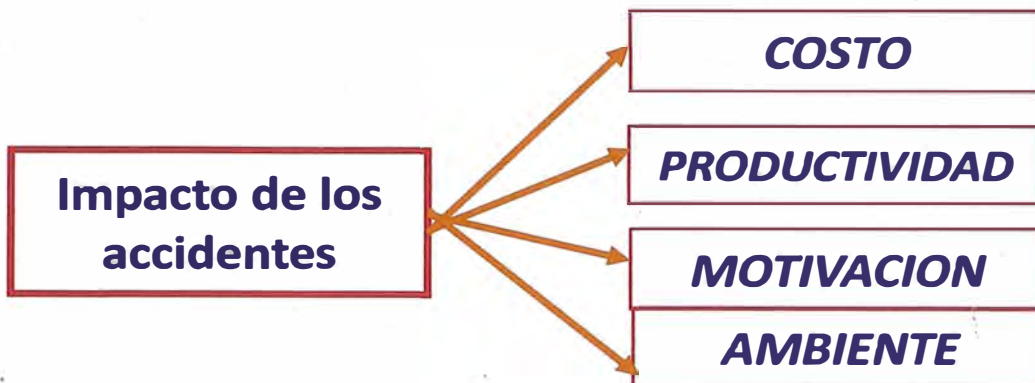 Impacto de los
accidentes
COSTO
PRODUCTIVIDAD
MOTIVACION
AMBIENTE